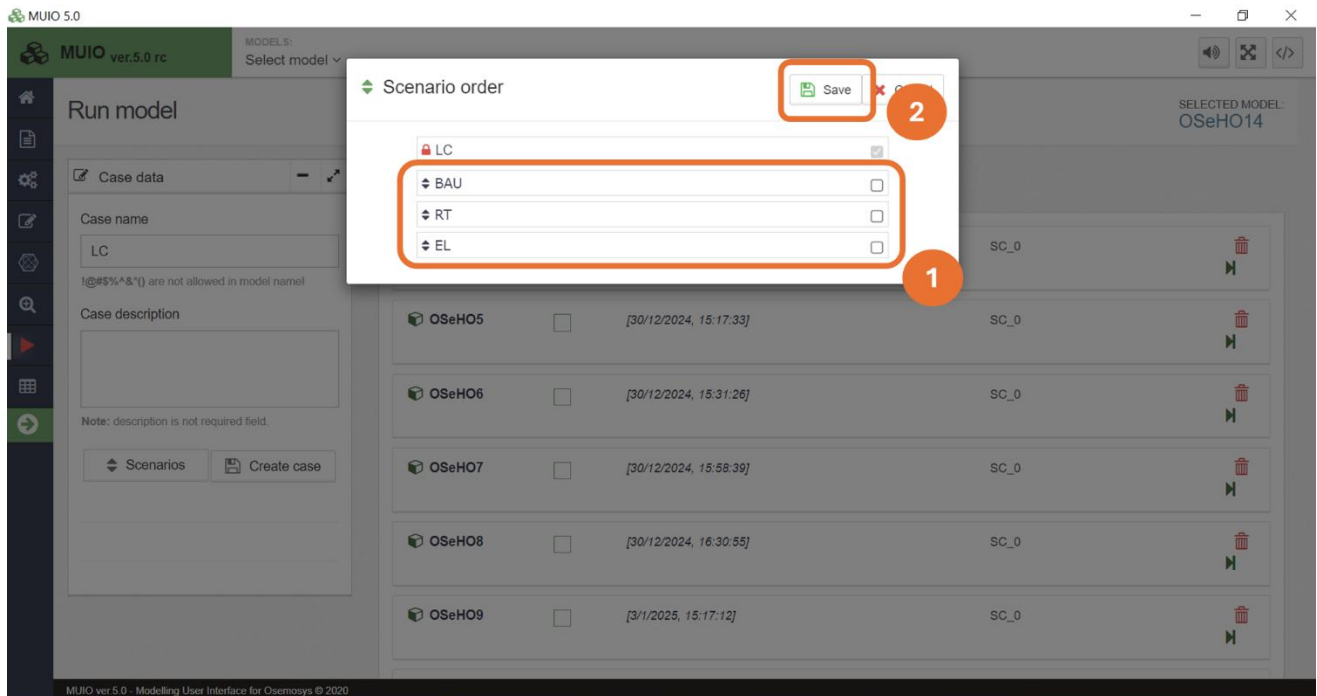 MUIO 5.0
MUIO ver.5.0 rc
MODELS:
Select model
Run model
SELECTED MODEL:
OSeHO14
Scenario order
Save
2
LC
BAU
RT
EL
1
Case data
Case name
LC
!@#$%^&*() are not allowed in model name!
Case description
Note: description is not required field.
Scenarios
Create case
SC_0
OSeHO5 [30/12/2024, 15:17:33] SC_0
OSeHO6 [30/12/2024, 15:31:26] SC_0
OSeHO7 [30/12/2024, 15:58:39] SC_0
OSeHO8 [30/12/2024, 16:30:55] SC_0
OSeHO9 [3/1/2025, 15:17:12] SC_0
MUIO ver.5.0 - Modelling User Interface for Osemosys © 2020